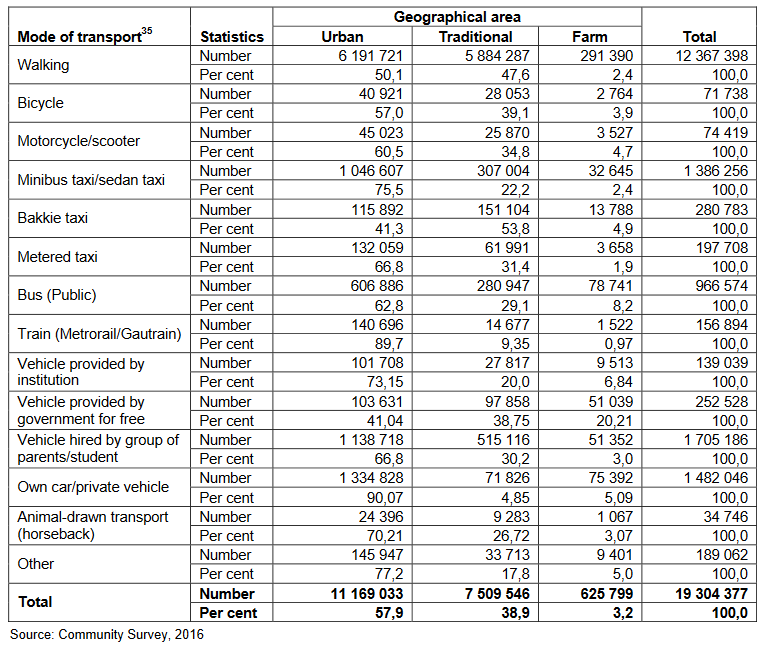 Geographical area
Mode of transport35 Statistics Urban Traditional Farm Total
Walking Number 6 191 721 5 884 287 291 390 12 367 398
Per cent 50,1 47,6 2,4 100,0
Bicycle Number 40 921 28 053 2 764 71 738
Per cent 57,0 39,1 3,9 100,0
Motorcycle/scooter Number 45 023 25 870 3 527 74 419
Per cent 60,5 34,8 4,7 100,0
Minibus taxi/sedan taxi Number 1 046 607 307 004 32 645 1 386 256
Per cent 75,5 22,2 2,4 100,0
Bakkie taxi Number 115 892 151 104 13 788 280 783
Per cent 41,3 53,8 4,9 100,0
Metered taxi Number 132 059 61 991 3 658 197 708
Per cent 66,8 31,4 1,9 100,0
Bus (Public) Number 606 886 280 947 78 741 966 574
Per cent 62,8 29,1 8,2 100,0
Train (Metrorail/Gautrain) Number 140 696 14 677 1 522 156 894
Per cent 89,7 9,35 0,97 100,0
Vehicle provided by Number 101 708 27 817 9 513 139 039
institution Per cent 73,15 20,0 6,84 100,0
Vehicle provided by Number 103 631 97 858 51 039 252 528
government for free Per cent 41,04 38,75 20,21 100,0
Vehicle hired by group of Number 1 138 718 515 116 51 352 1 705 186
parents/student Per cent 66,8 30,2 3,0 100,0
Own car/private vehicle Number 1 334 828 71 826 75 392 1 482 046
Per cent 90,07 4,85 5,09 100,0
Animal-drawn transport Number 24 396 9 283 1 067 34 746
(horseback) Per cent 70,21 26,72 3,07 100,0
Other Number 145 947 33 713 9 401 189 062
Per cent 77,2 17,8 5,0 100,0
Total Number 11 169 033 7 509 546 625 799 19 304 377
Per cent 57,9 38,9 3,2 100,0
Source: Community Survey, 2016